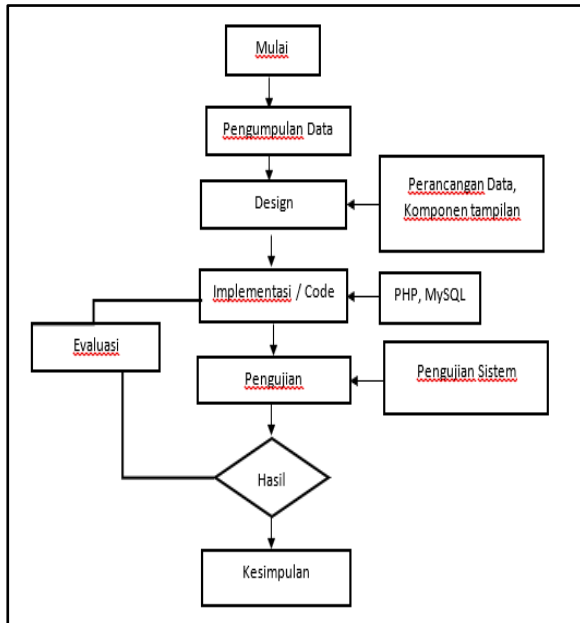 Mulai
Pengumpulan Data
Design
Perancangan Data,
Komponen tampilan
Implementasi / Code
PHP, MySQL
Evaluasi
Pengujian
Pengujian Sistem
Hasil
Kesimpulan